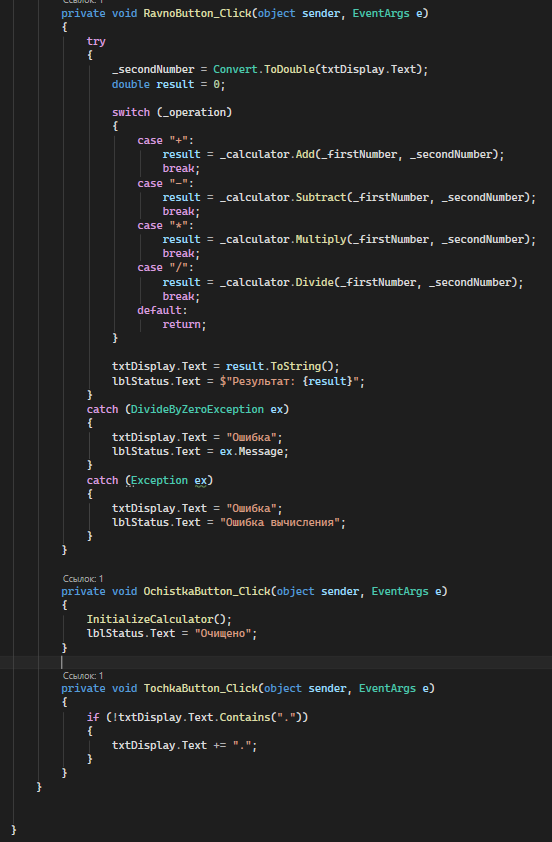 Ссылок: 1
private void RavnoButton_Click(object sender, EventArgs e)
{
try
{
_secondNumber = Convert.ToDouble(txtDisplay.Text);
double result = 0;
switch (_operation)
{
case "+":
result = _calculator.Add(_firstNumber, _secondNumber);
break;
case "-":
result = _calculator.Subtract(_firstNumber, _secondNumber);
break;
case "*":
result = _calculator.Multiply(_firstNumber, _secondNumber);
break;
case "/":
result = _calculator.Divide(_firstNumber, _secondNumber);
break;
default:
return;
}
txtDisplay.Text = result.ToString();
lblStatus.Text = $"Результат: {result}";
}
catch (DivideByZeroException ex)
{
txtDisplay.Text = "Ошибка";
lblStatus.Text = ex.Message;
}
catch (Exception ex)
{
txtDisplay.Text = "Ошибка";
lblStatus.Text = "Ошибка вычисления";
}
}
Ссылок: 1
private void OchistkaButton_Click(object sender, EventArgs e)
{
InitializeCalculator();
lblStatus.Text = "Очищено";
}
Ссылок: 1
private void TochkaButton_Click(object sender, EventArgs e)
{
if (!txtDisplay.Text.Contains("."))
{
txtDisplay.Text += ".";
}
}
}
}